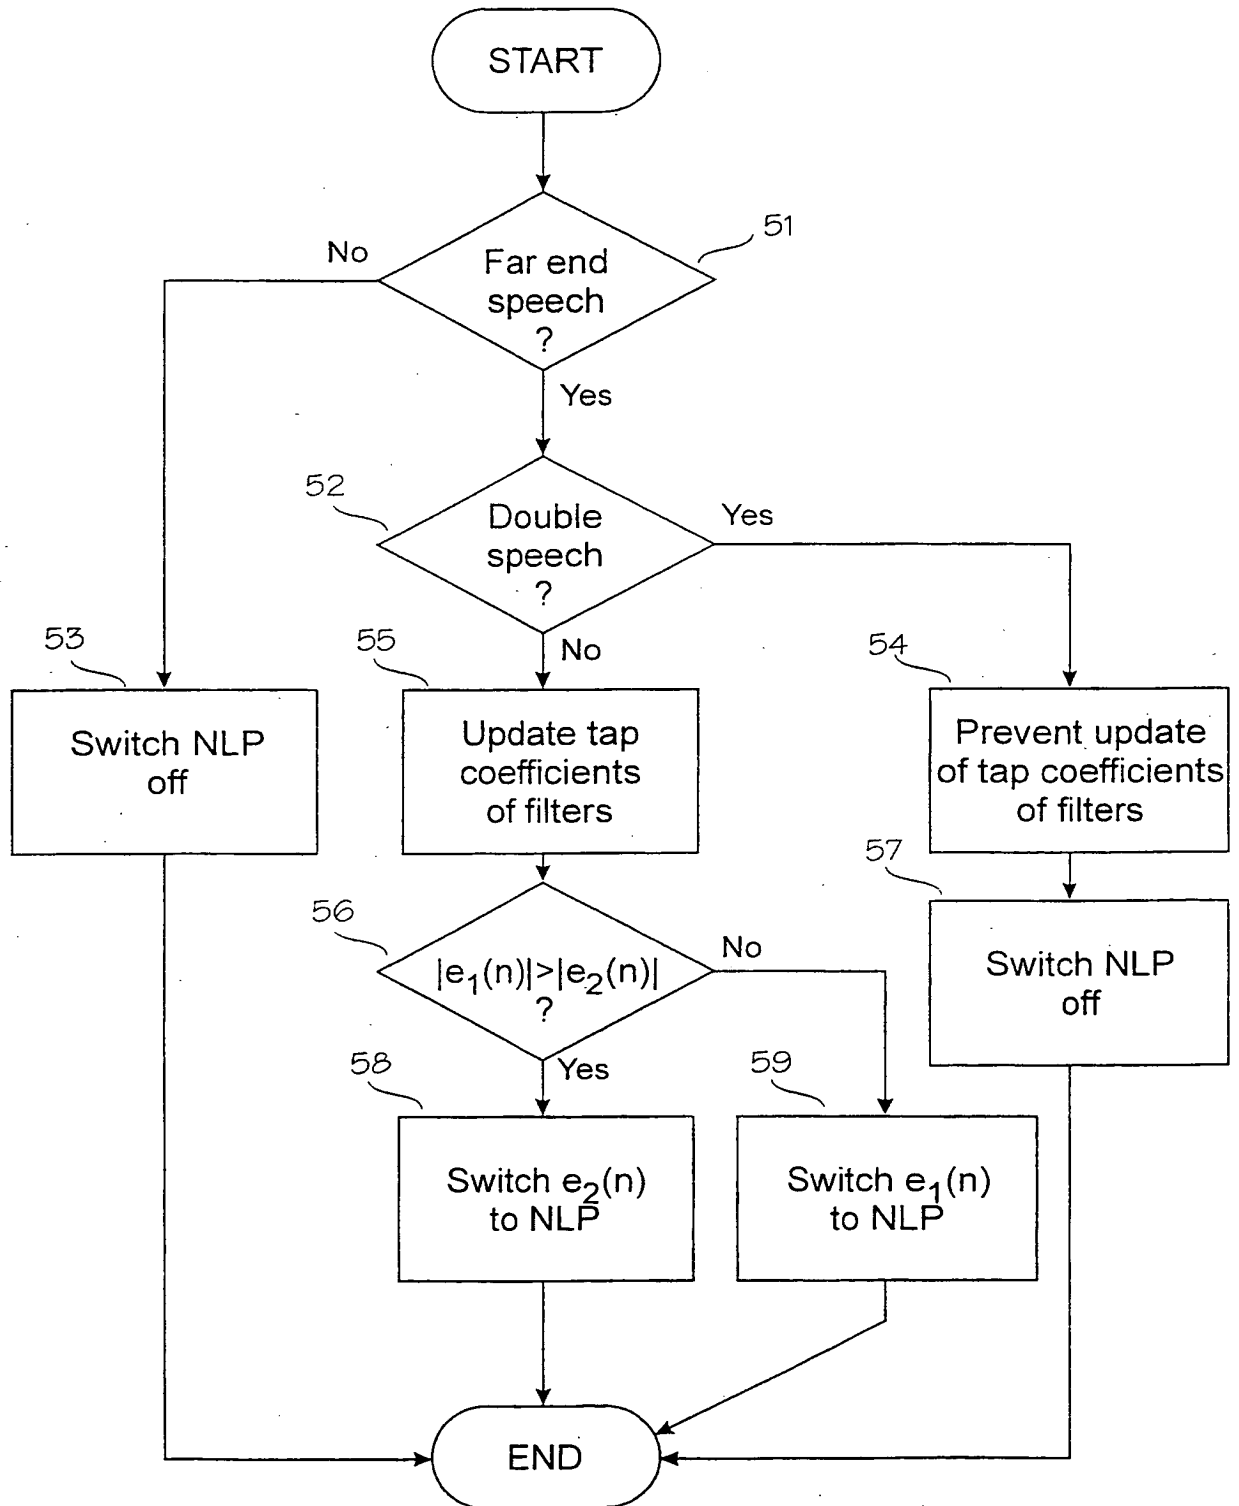 START
51
No
Far end
speech
?
Yes
52
Double
speech
?
Yes
No
53
Switch NLP
off
55
Update tap
coefficients
of filters
54
Prevent update
of tap coefficients
of filters
56
|e₁(n)|>|e₂(n)|
?
No
Yes
57
Switch NLP
off
58
Switch e₂(n)
to NLP
59
Switch e₁(n)
to NLP
END